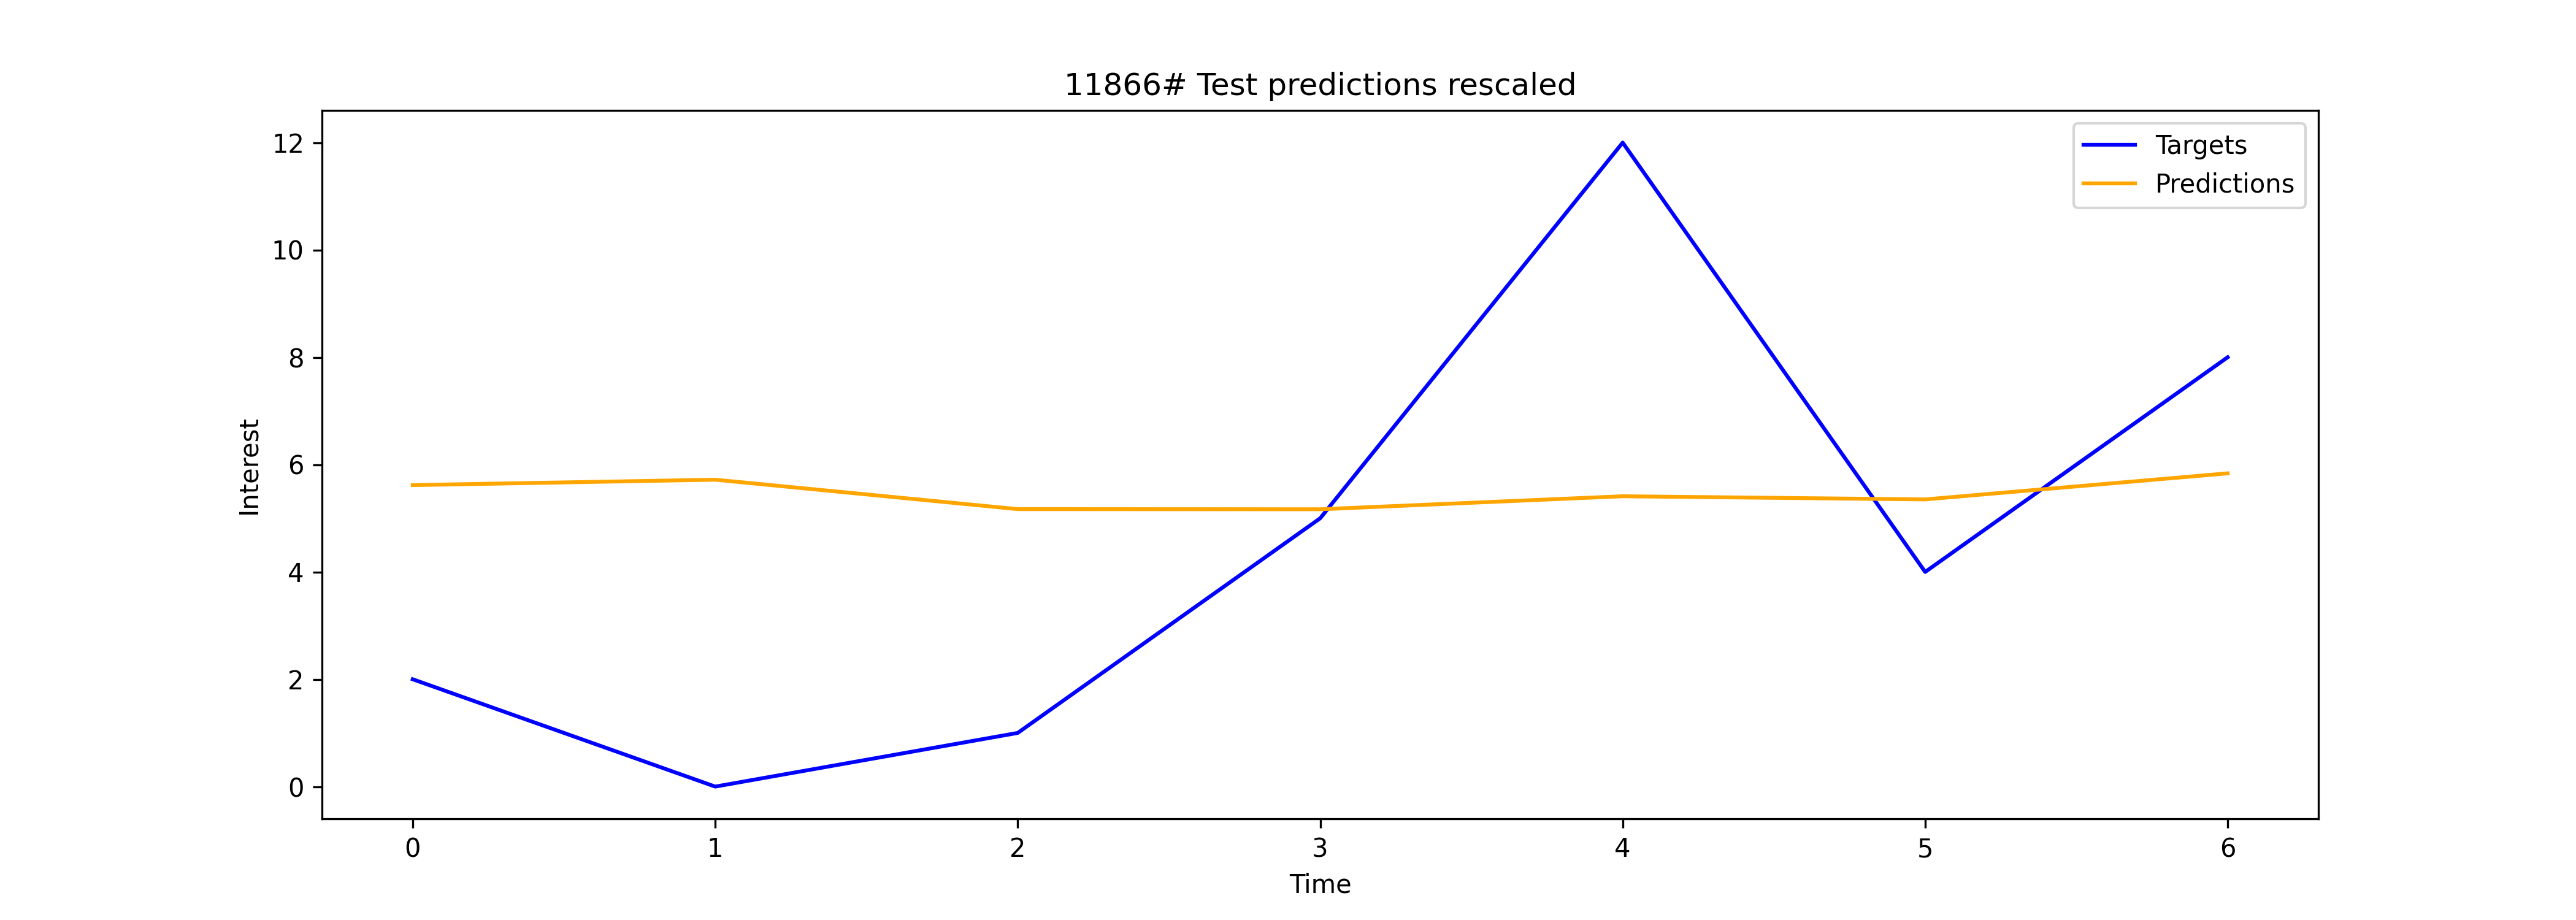 11866# Test predictions rescaled
12
10
8
6
4
2
0
Interest
Targets
Predictions
0 1 2 3 4 5 6
Time